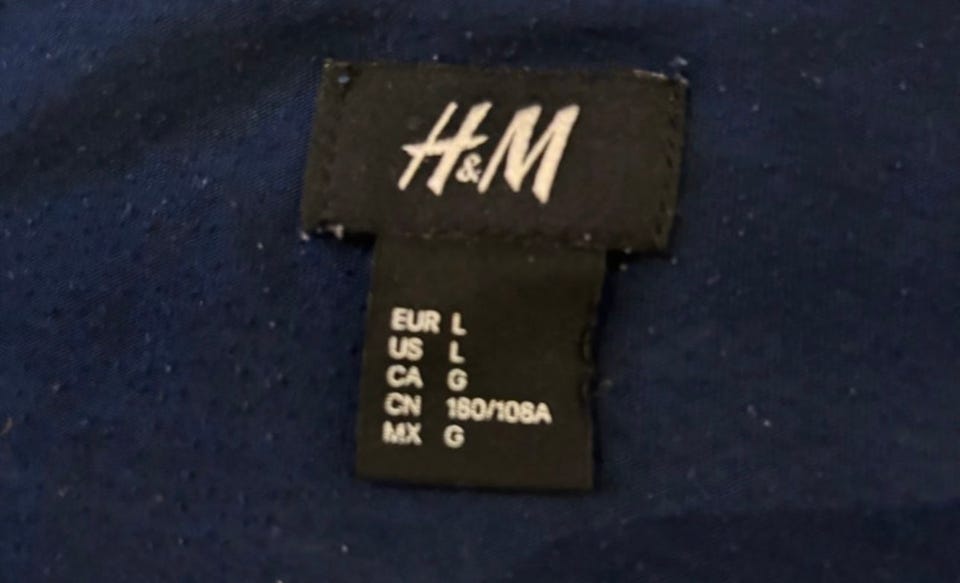 H&M
EUR L
US L
CA G
CN 180/108A
MX G